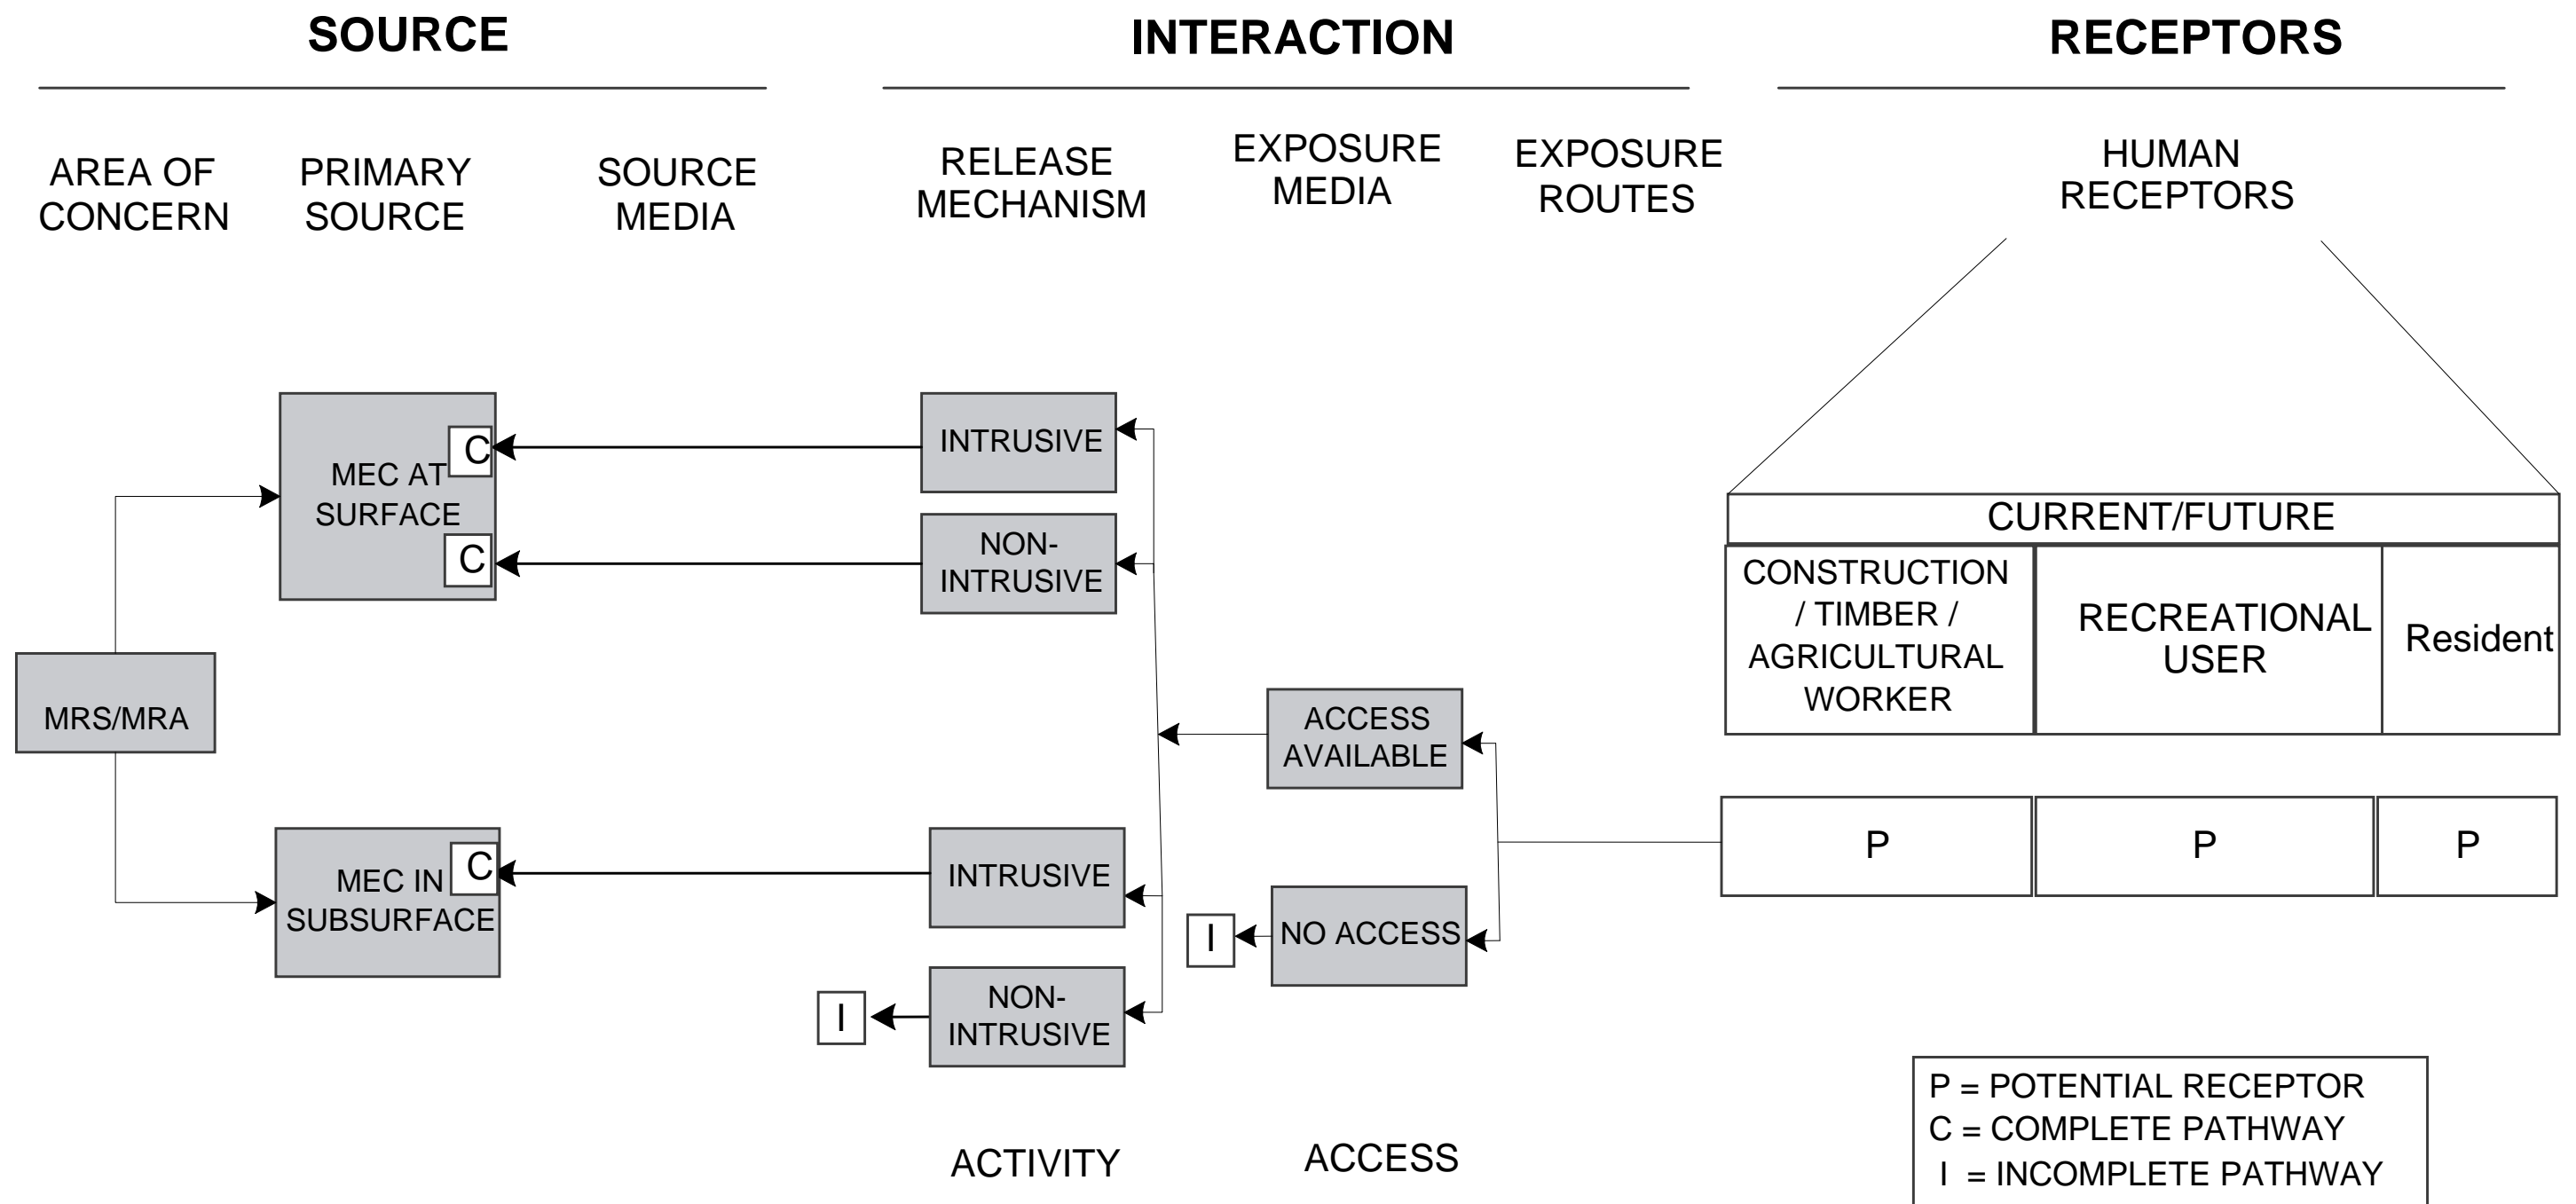 SOURCE
INTERACTION
RECEPTORS
AREA OF
CONCERN
PRIMARY
SOURCE
SOURCE
MEDIA
RELEASE
MECHANISM
EXPOSURE
MEDIA
EXPOSURE
ROUTES
HUMAN
RECEPTORS
MEC AT
SURFACE
C
C
INTRUSIVE
NON-
INTRUSIVE
CURRENT/FUTURE
CONSTRUCTION
/ TIMBER /
AGRICULTURAL
WORKER
RECREATIONAL
USER
Resident
MRS/MRA
ACCESS
AVAILABLE
MEC IN
SUBSURFACE
C
INTRUSIVE
I
NO ACCESS
P
P
P
I
NON-
INTRUSIVE
ACTIVITY
ACCESS
P = POTENTIAL RECEPTOR
C = COMPLETE PATHWAY
I = INCOMPLETE PATHWAY